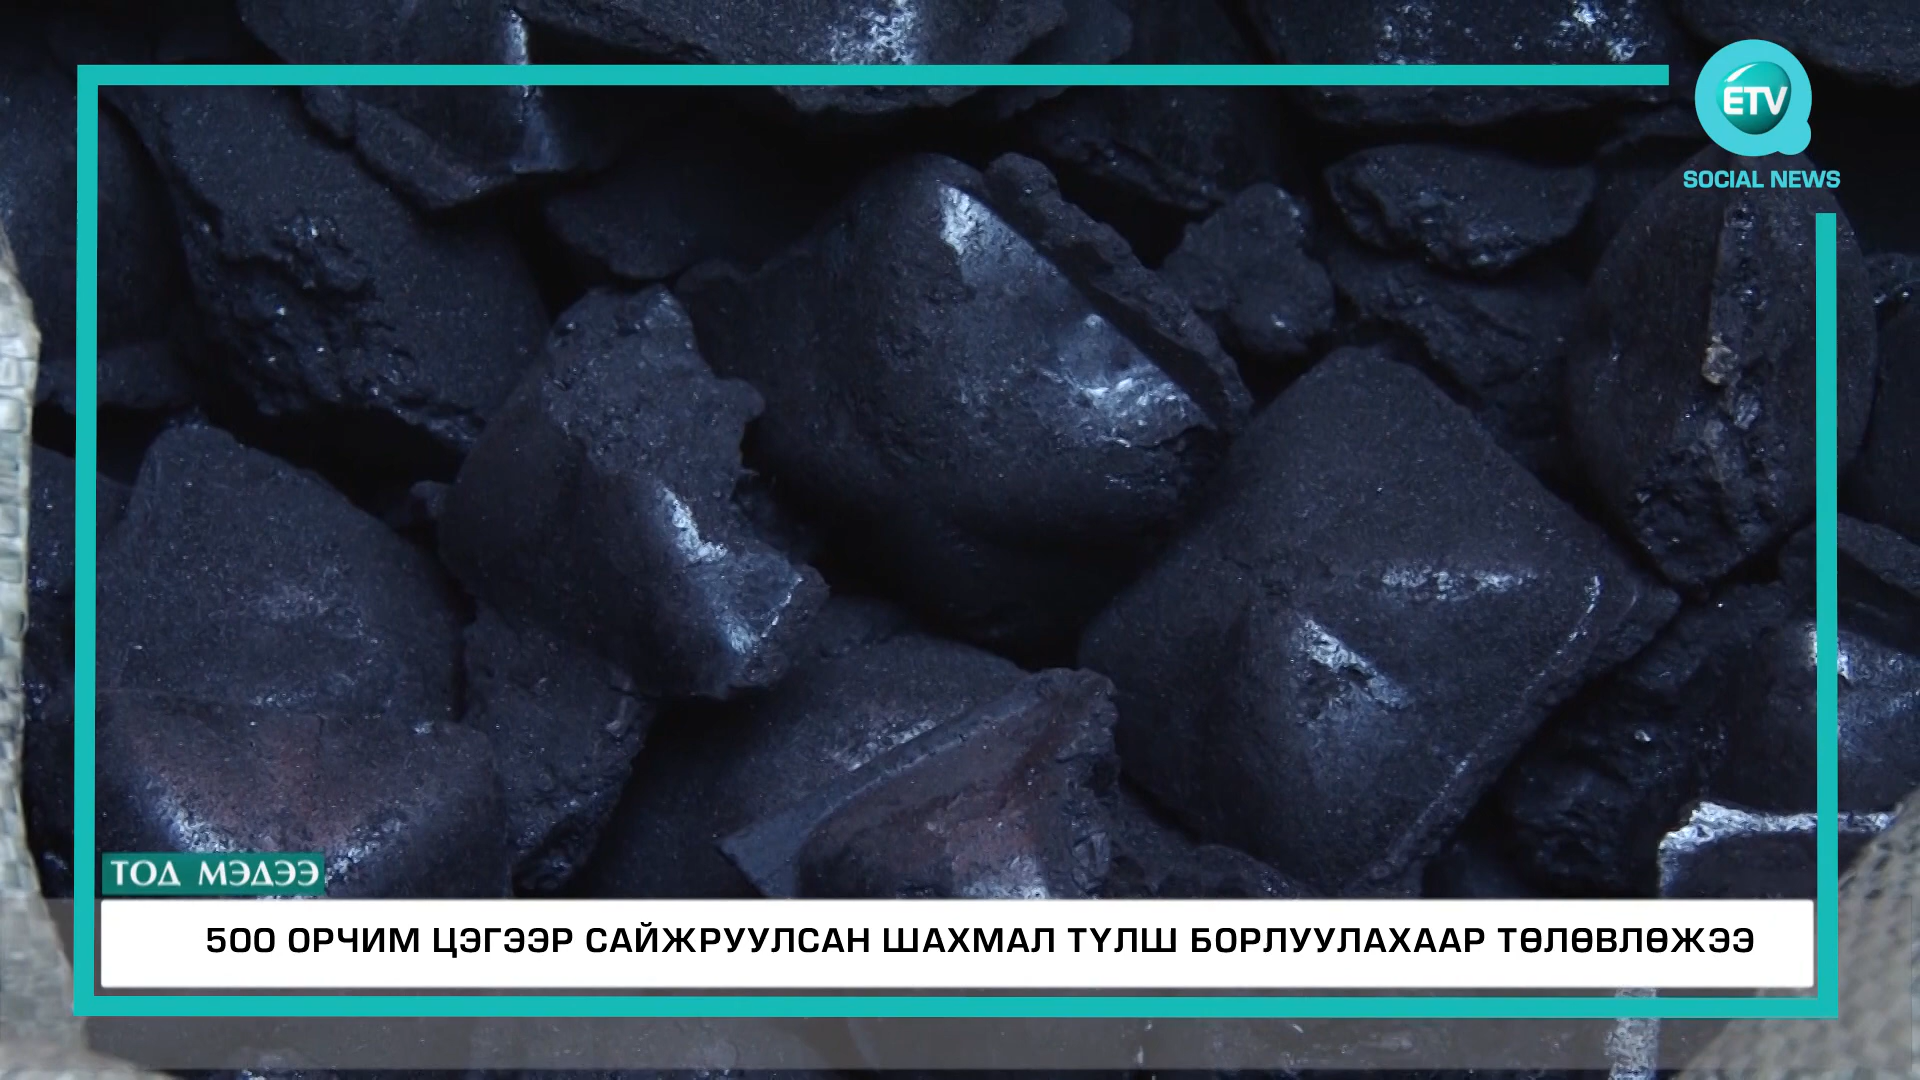 ETV
SOCIAL NEWS
ТОД МЭДЭЭ
500 ОРЧИМ ЦЭГЭЭР САЙЖРУУЛСАН ШАХМАЛ ТҮЛШ БОРЛУУЛАХААР ТӨЛӨВЛӨЖЭЭ